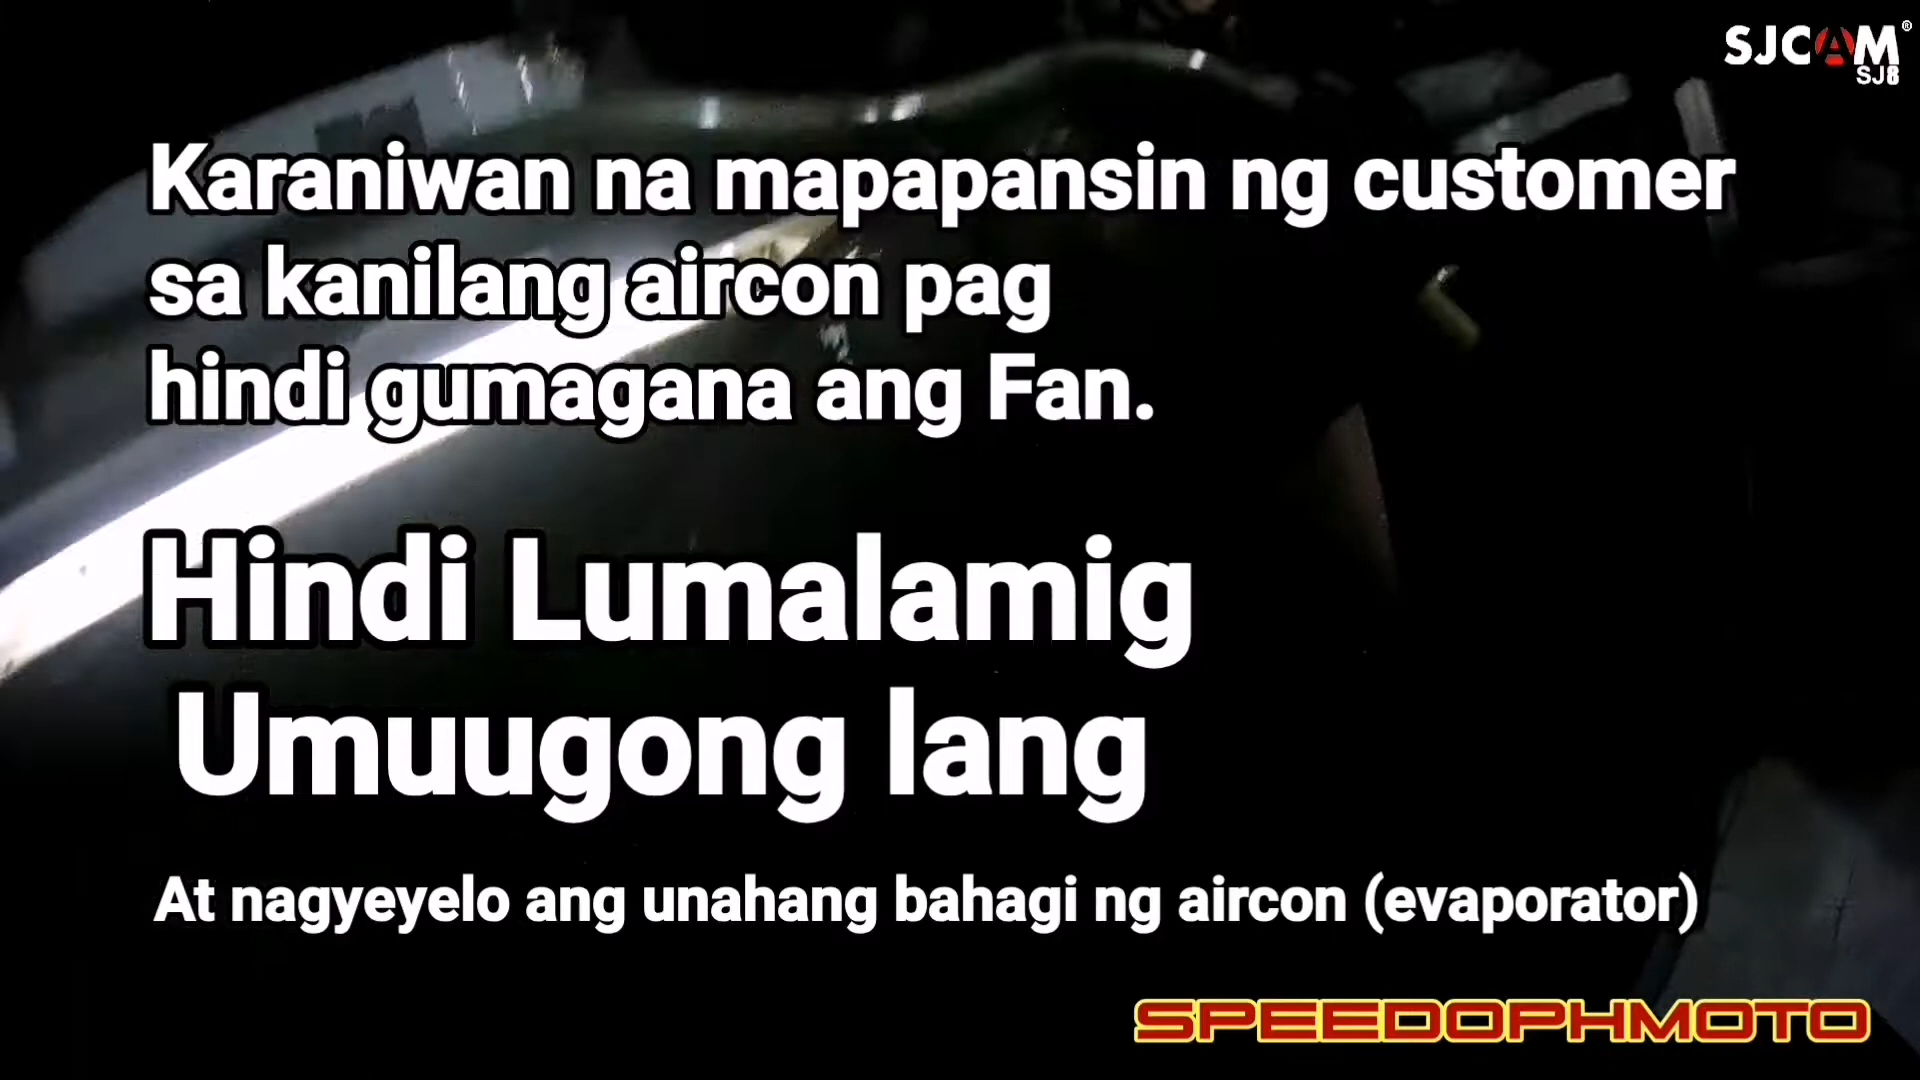 SJCAM®
SJ8
Karaniwan na mapapansin ng customer
sa kanilang aircon pag
hindi gumagana ang Fan.
Hindi Lumalamig
Umuugong lang
At nagyeyelo ang unahang bahagi ng aircon (evaporator)
SPEEDOPHMOTO